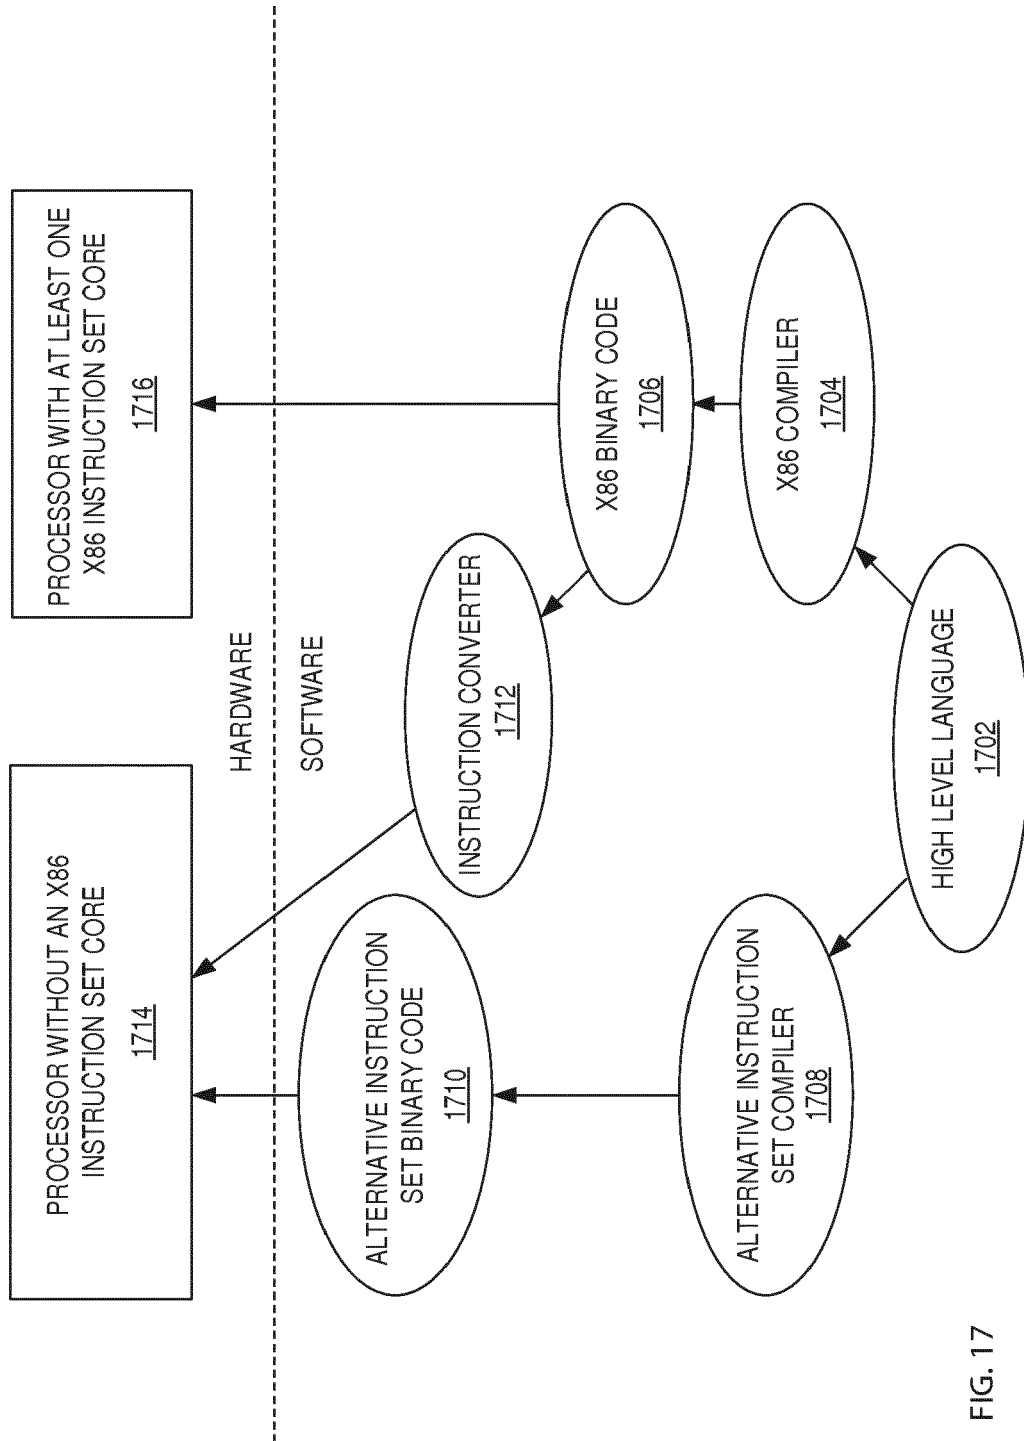 PROCESSOR WITHOUT AN X86
INSTRUCTION SET CORE
1714
PROCESSOR WITH AT LEAST ONE
X86 INSTRUCTION SET CORE
1716
HARDWARE
SOFTWARE
ALTERNATIVE INSTRUCTION
SET BINARY CODE
1710
INSTRUCTION CONVERTER
1712
X86 BINARY CODE
1706
ALTERNATIVE INSTRUCTION
SET COMPILER
1708
X86 COMPILER
1704
HIGH LEVEL LANGUAGE
1702
FIG. 17